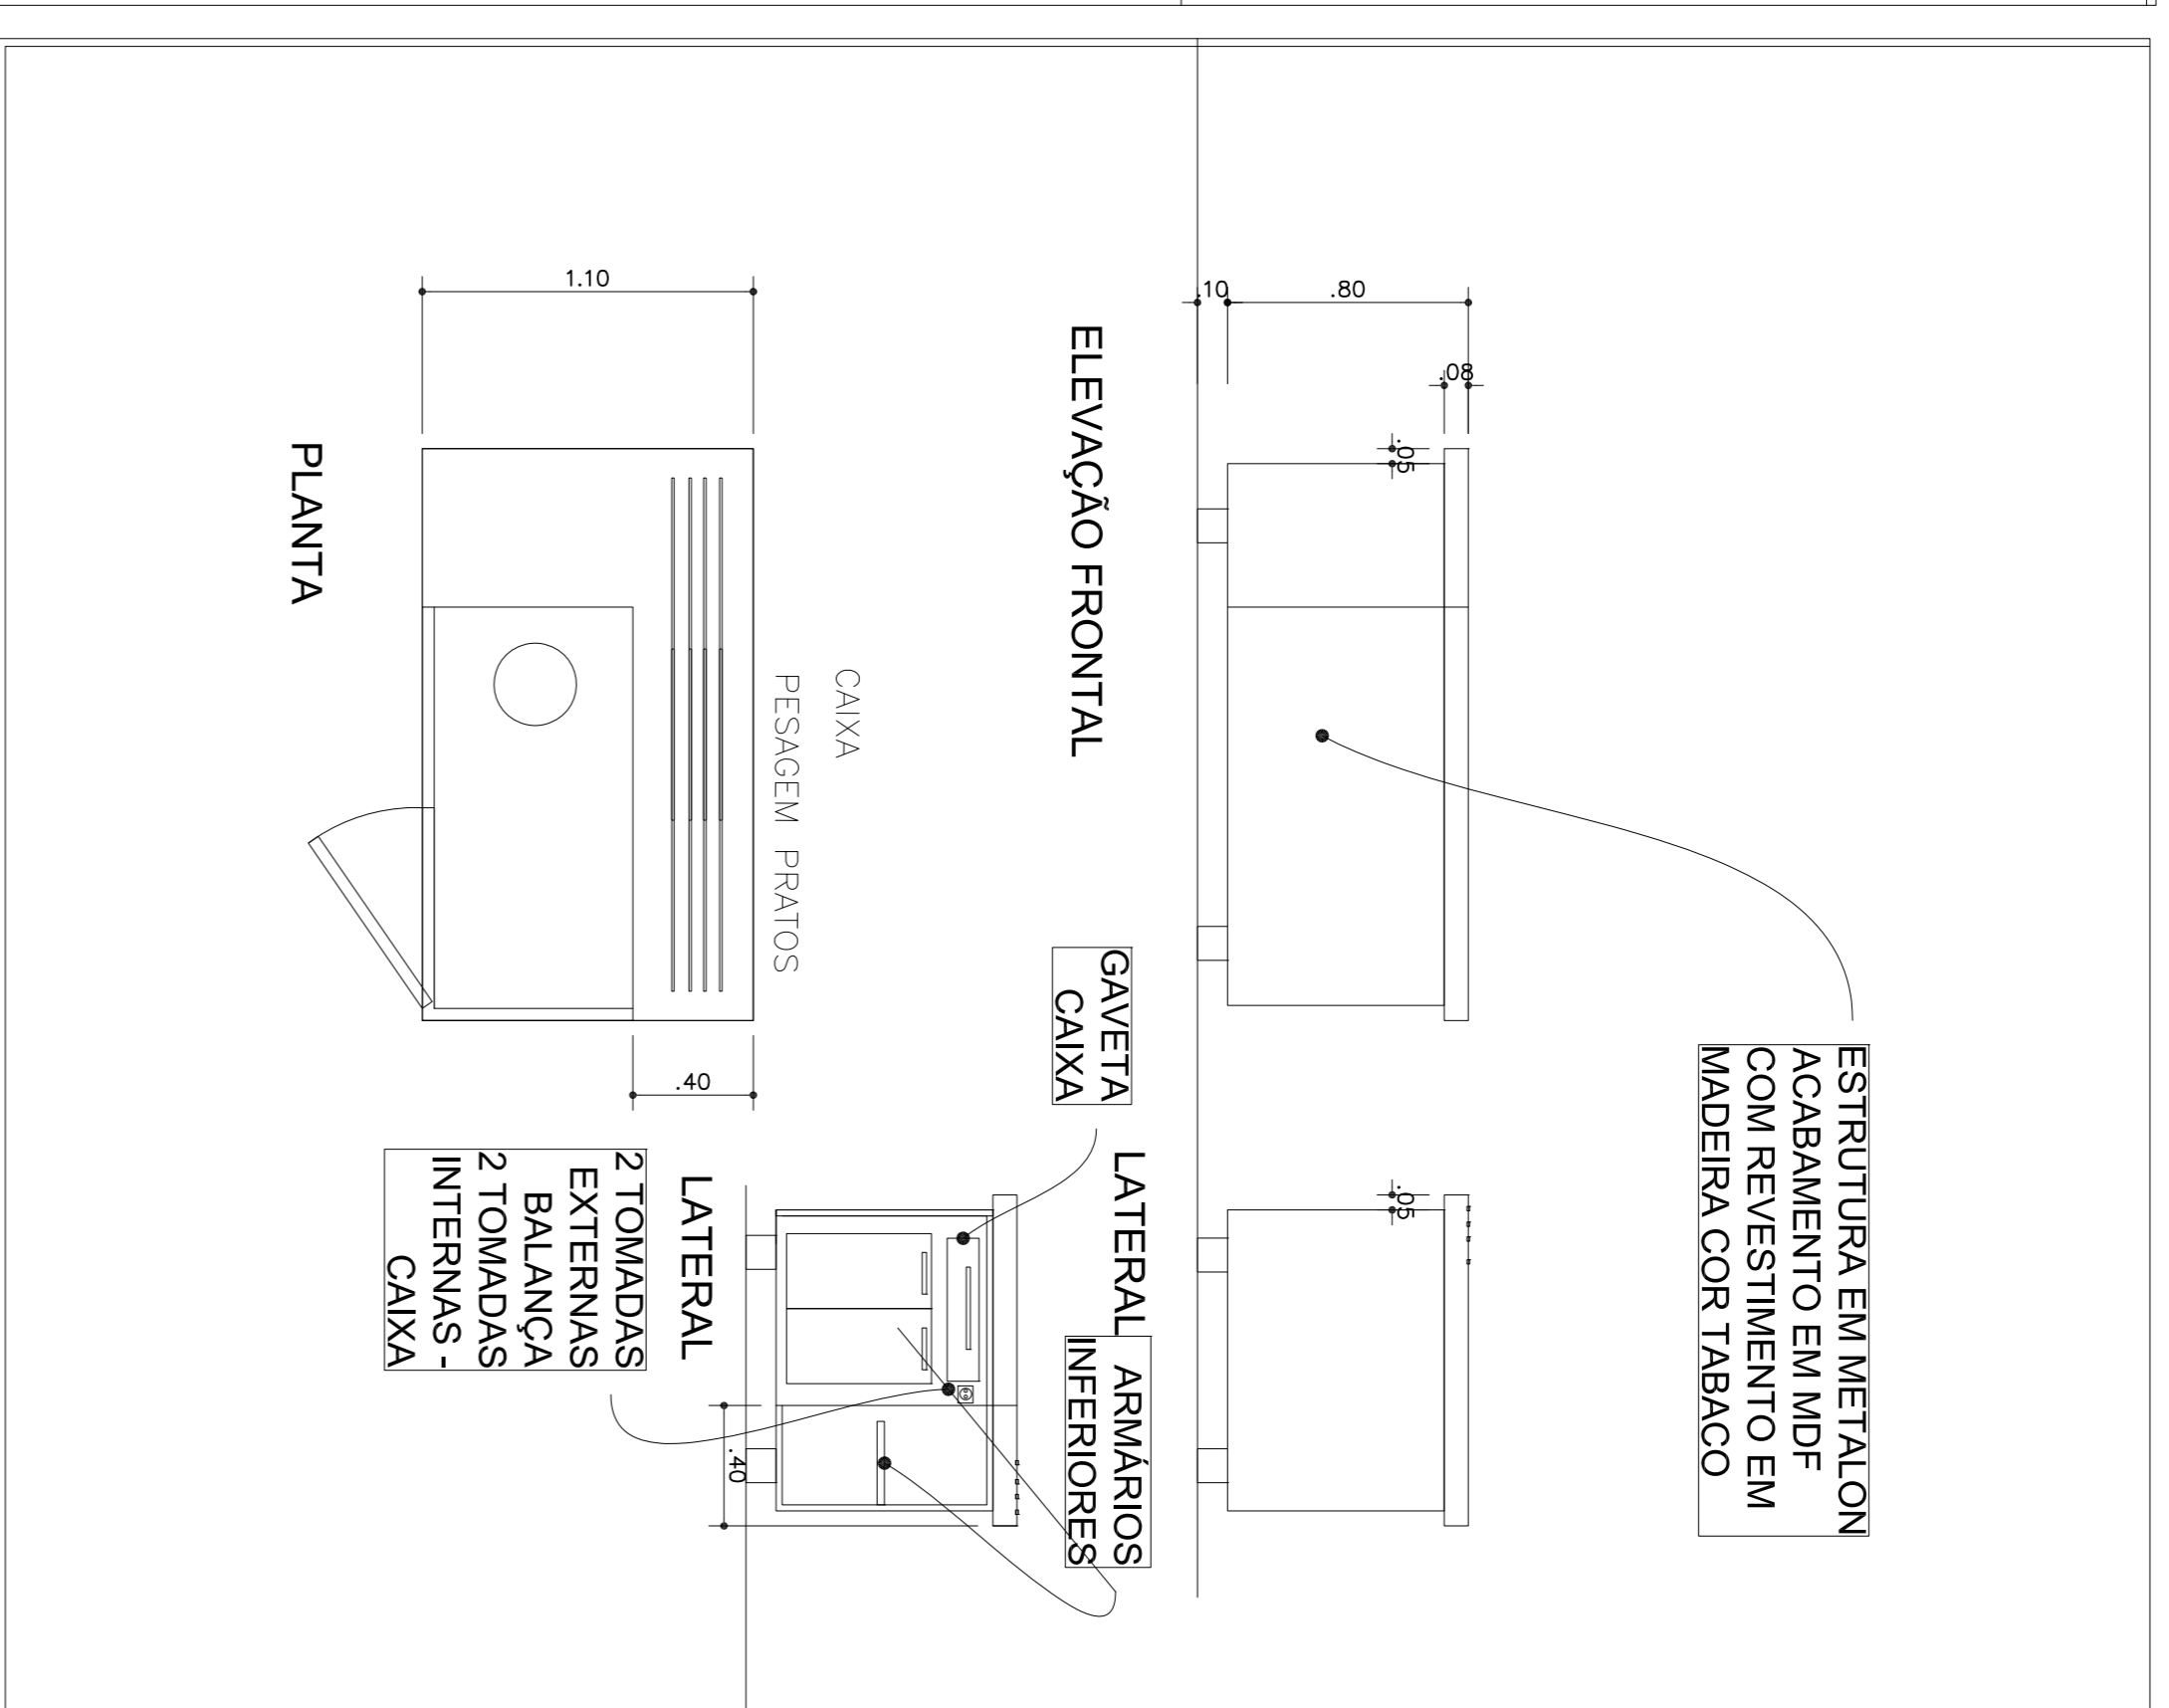 ESTRUTURA EM METALON
ACABAMENTO EM MDF
COM REVESTIMENTO EM
MADEIRA COR TABACO
.08
.80
.10
.05
.05
ELEVAÇÃO FRONTAL
LATERAL
ARMÁRIOS
INFERIORES
GAVETA
CAIXA
CAIXA
PESAGEM PRATOS
1.10
.40
.40
LATERAL
2 TOMADAS
EXTERNAS
BALANÇA
2 TOMADAS
INTERNAS -
CAIXA
PLANTA